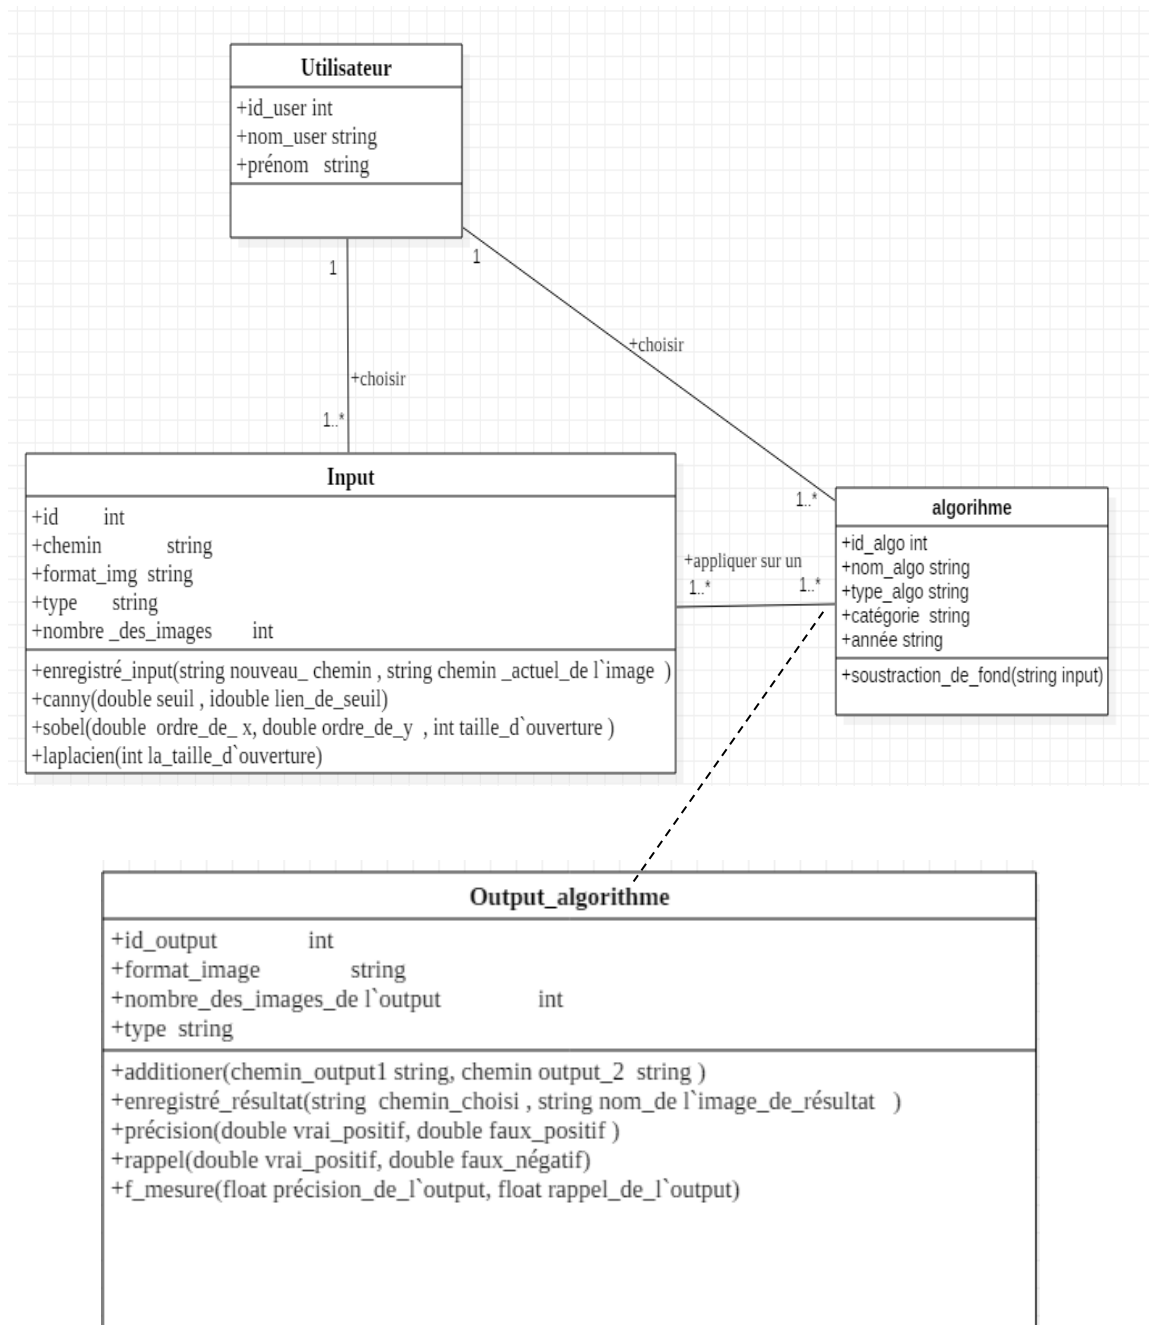 Utilisateur
+id_user int
+nom_user string
+prénom string
1
1
+choisir
+choisir
1..*
Input
+id int
+chemin string
+format_img string
+type string
+nombre _des_images int
+enregistré_input(string nouveau_ chemin , string chemin _actuel_de l`image )
+canny(double seuil , idouble lien_de_seuil)
+sobel(double ordre_de_ x, double ordre_de_y , int taille_d`ouverture )
+laplacien(int la_taille_d`ouverture)
+appliquer sur un
1..*
1..*
1..*
algorihme
+id_algo int
+nom_algo string
+type_algo string
+catégorie string
+année string
+soustraction_de_fond(string input)
Output_algorithme
+id_output int
+format_image string
+nombre_des_images_de l`output int
+type string
+additioner(chemin_output1 string, chemin output_2 string )
+enregistré_résultat(string chemin_choisi , string nom_de l`image_de_résultat )
+précision(double vrai_positif, double faux_positif )
+rappel(double vrai_positif, double faux_négatif)
+f_mesure(float précision_de_l`output, float rappel_de_l`output)